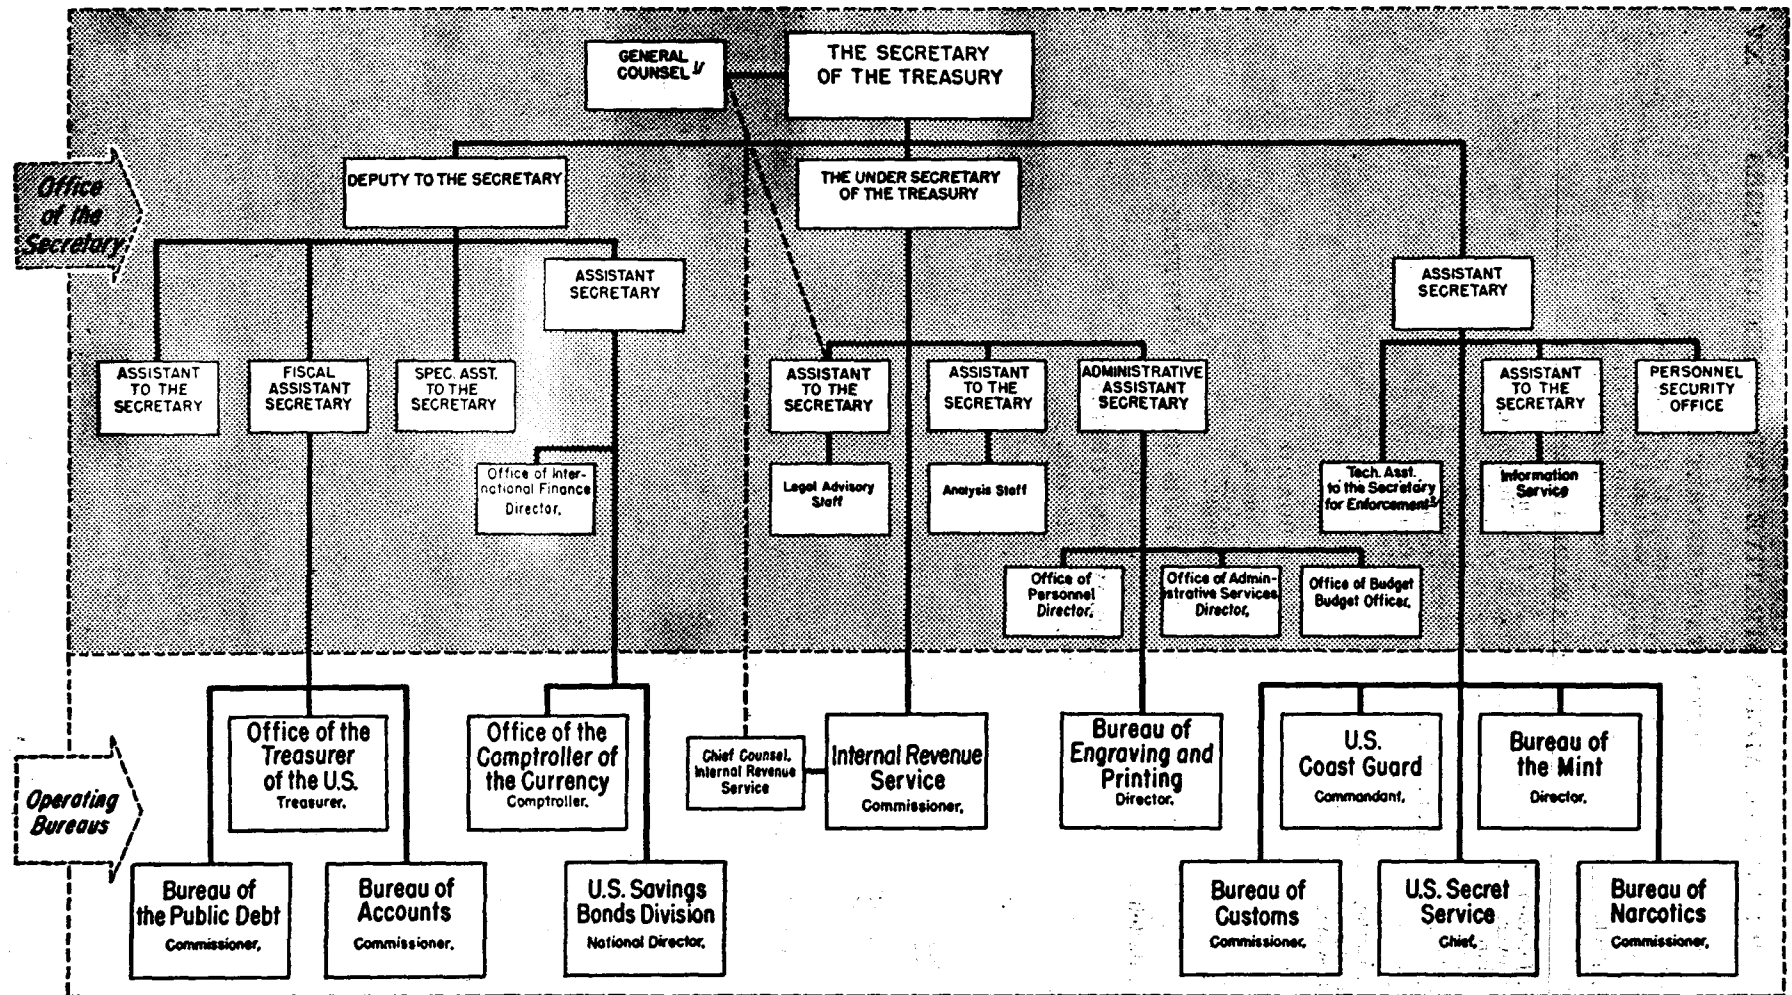 GENERAL
COUNSEL 1/
THE SECRETARY
OF THE TREASURY
Office
of the
Secretary
DEPUTY TO THE SECRETARY
THE UNDER SECRETARY
OF THE TREASURY
ASSISTANT
SECRETARY
ASSISTANT
SECRETARY
ASSISTANT
TO THE
SECRETARY
FISCAL
ASSISTANT
SECRETARY
SPEC. ASST.
TO THE
SECRETARY
ASSISTANT
TO THE
SECRETARY
ASSISTANT
TO THE
SECRETARY
ADMINISTRATIVE
ASSISTANT
SECRETARY
ASSISTANT
TO THE
SECRETARY
PERSONNEL
SECURITY
OFFICE
Office of Inter-
national Finance
Director,
Legal Advisory
Staff
Analysis Staff
Tech. Asst.
to the Secretary
for Enforcement
Information
Service
Office of
Personnel
Director,
Office of Admin-
istrative Services
Director,
Office of Budget
Budget Officer,
Operating
Bureaus
Office of the
Treasurer
of the U.S.
Treasurer,
Office of the
Comptroller of
the Currency
Comptroller,
Chief Counsel,
Internal Revenue
Service
Internal Revenue
Service
Commissioner,
Bureau of
Engraving and
Printing
Director,
U.S.
Coast Guard
Commandant,
Bureau of
the Mint
Director,
Bureau of
the Public Debt
Commissioner,
Bureau of
Accounts
Commissioner,
U.S. Savings
Bonds Division
National Director,
Bureau of
Customs
Commissioner,
U.S. Secret
Service
Chief,
Bureau of
Narcotics
Commissioner,